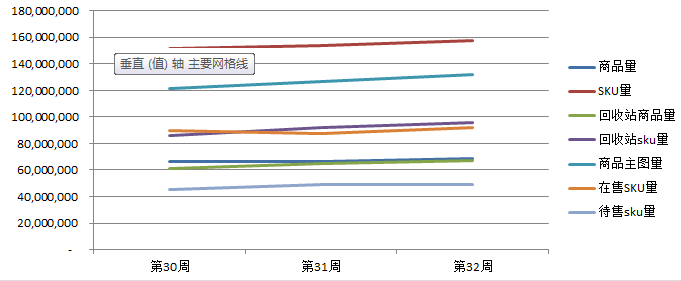 180,000,000
160,000,000
垂直 (值) 轴 主要网格线
140,000,000
120,000,000
100,000,000
80,000,000
60,000,000
40,000,000
20,000,000
-
第30周
第31周
第32周
商品量
SKU量
回收站商品量
回收站sku量
商品主图量
在售SKU量
待售sku量